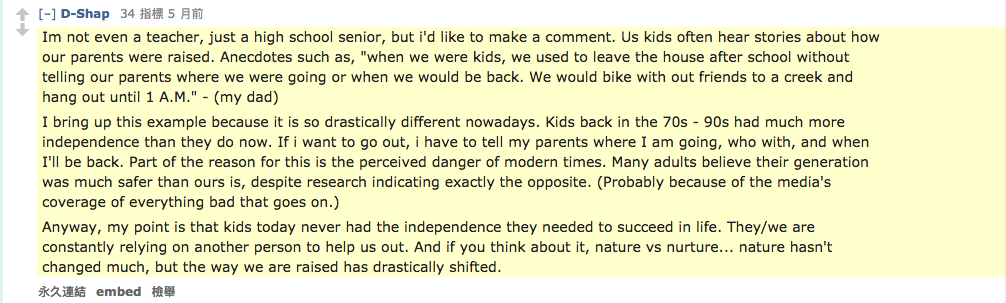 [–] D-Shap 34 指標 5 月前
Im not even a teacher, just a high school senior, but i'd like to make a comment. Us kids often hear stories about how
our parents were raised. Anecdotes such as, "when we were kids, we used to leave the house after school without
telling our parents where we were going or when we would be back. We would bike with out friends to a creek and
hang out until 1 A.M." - (my dad)
I bring up this example because it is so drastically different nowadays. Kids back in the 70s - 90s had much more
independence than they do now. If i want to go out, i have to tell my parents where I am going, who with, and when
I'll be back. Part of the reason for this is the perceived danger of modern times. Many adults believe their generation
was much safer than ours is, despite research indicating exactly the opposite. (Probably because of the media's
coverage of everything bad that goes on.)
Anyway, my point is that kids today never had the independence they needed to succeed in life. They/we are
constantly relying on another person to help us out. And if you think about it, nature vs nurture... nature hasn't
changed much, but the way we are raised has drastically shifted.
永久連結 embed 檢舉